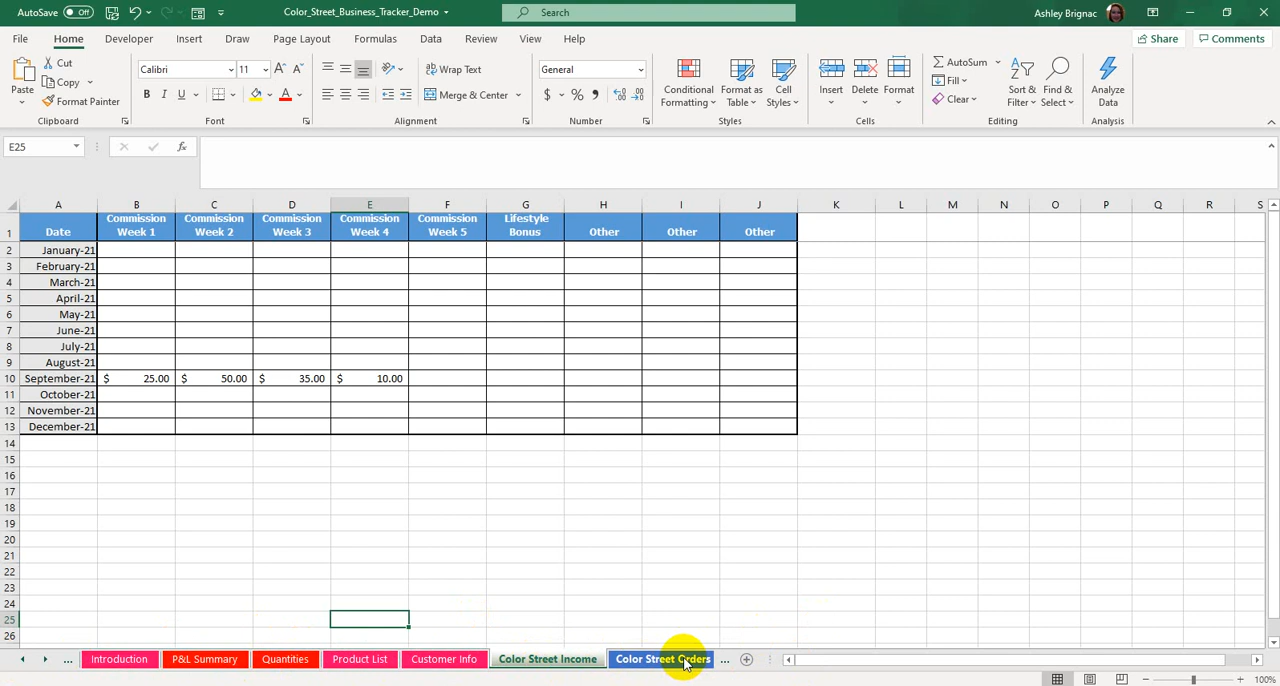 AutoSave Off Color_Street_Business_Tracker_Demo Search Ashley Brignac
File Home Developer Insert Draw Page Layout Formulas Data Review View Help Share Comments
Paste Cut Copy Format Painter Clipboard
Calibri 11 A A B I U A Font
Wrap Text Merge & Center Alignment
General $ % Number
Conditional Formatting Format as Table Cell Styles Styles
Insert Delete Format Cells
AutoSum Fill Clear Sort & Filter Find & Select Editing
Analyze Data Analysis
E25 fx
A B C D E F G H I J K L M N O P Q R S
1 Date Commission Week 1 Commission Week 2 Commission Week 3 Commission Week 4 Commission Week 5 Lifestyle Bonus Other Other Other
2 January-21
3 February-21
4 March-21
5 April-21
6 May-21
7 June-21
8 July-21
9 August-21
10 September-21 $ 25.00 $ 50.00 $ 35.00 $ 10.00
11 October-21
12 November-21
13 December-21
14
15
16
17
18
19
20
21
22
23
24
25
26
... Introduction P&L Summary Quantities Product List Customer Info Color Street Income Color Street Orders ...
100%